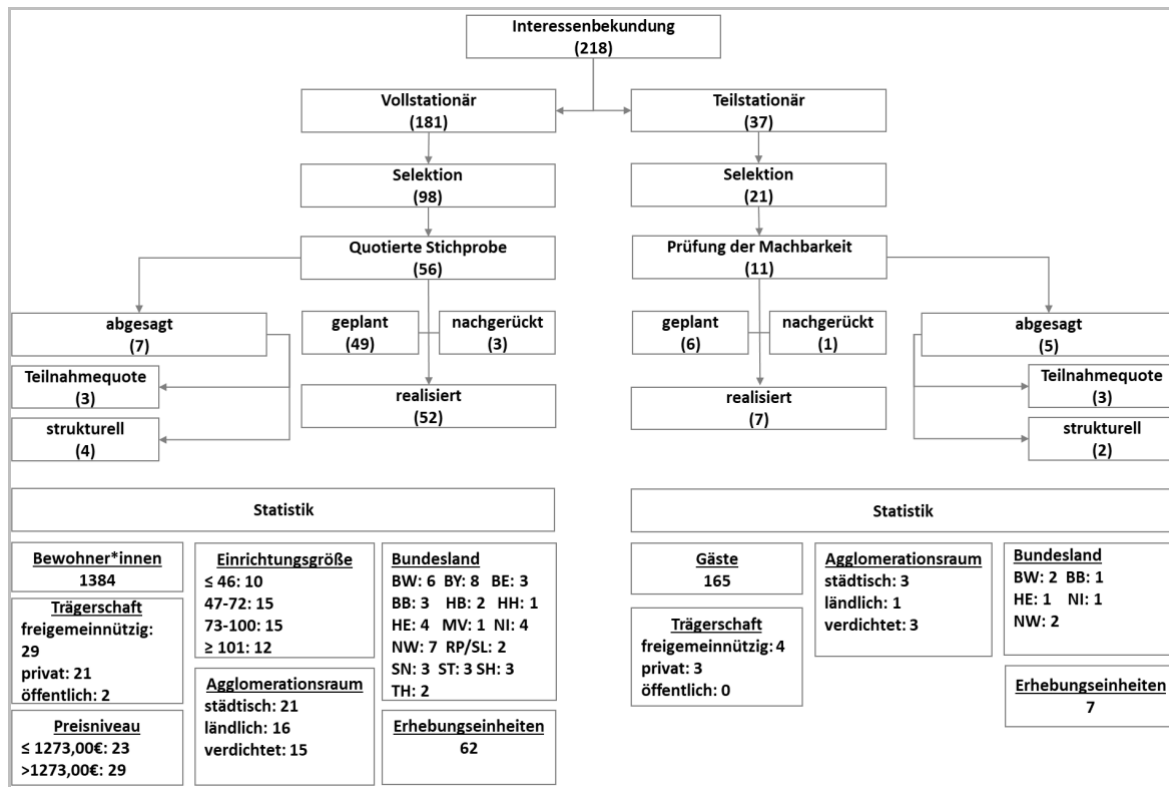 Interessenbekundung
(218)
Vollstationär
(181)
Teilstationär
(37)
Selektion
(98)
Selektion
(21)
Quotierte Stichprobe
(56)
Prüfung der Machbarkeit
(11)
abgesagt
(7)
geplant
(49)
nachgerückt
(3)
geplant
(6)
nachgerückt
(1)
abgesagt
(5)
Teilnahmequote
(3)
realisiert
(52)
realisiert
(7)
Teilnahmequote
(3)
strukturell
(4)
strukturell
(2)
Statistik
Bewohner*innen
1384
Trägerschaft
freigemeinnützig:
29
privat: 21
öffentlich: 2
Preisniveau
≤ 1273,00€: 23
>1273,00€: 29
Einrichtungsgröße
≤ 46: 10
47-72: 15
73-100: 15
≥ 101: 12
Agglomerationsraum
städtisch: 21
ländlich: 16
verdichtet: 15
Bundesland
BW: 6 BY: 8 BE: 3
BB: 3 HB: 2 HH: 1
HE: 4 MV: 1 NI: 4
NW: 7 RP/SL: 2
SN: 3 ST: 3 SH: 3
TH: 2
Erhebungseinheiten
62
Statistik
Gäste
165
Trägerschaft
freigemeinnützig: 4
privat: 3
öffentlich: 0
Agglomerationsraum
städtisch: 3
ländlich: 1
verdichtet: 3
Bundesland
BW: 2 BB: 1
HE: 1 NI: 1
NW: 2
Erhebungseinheiten
7